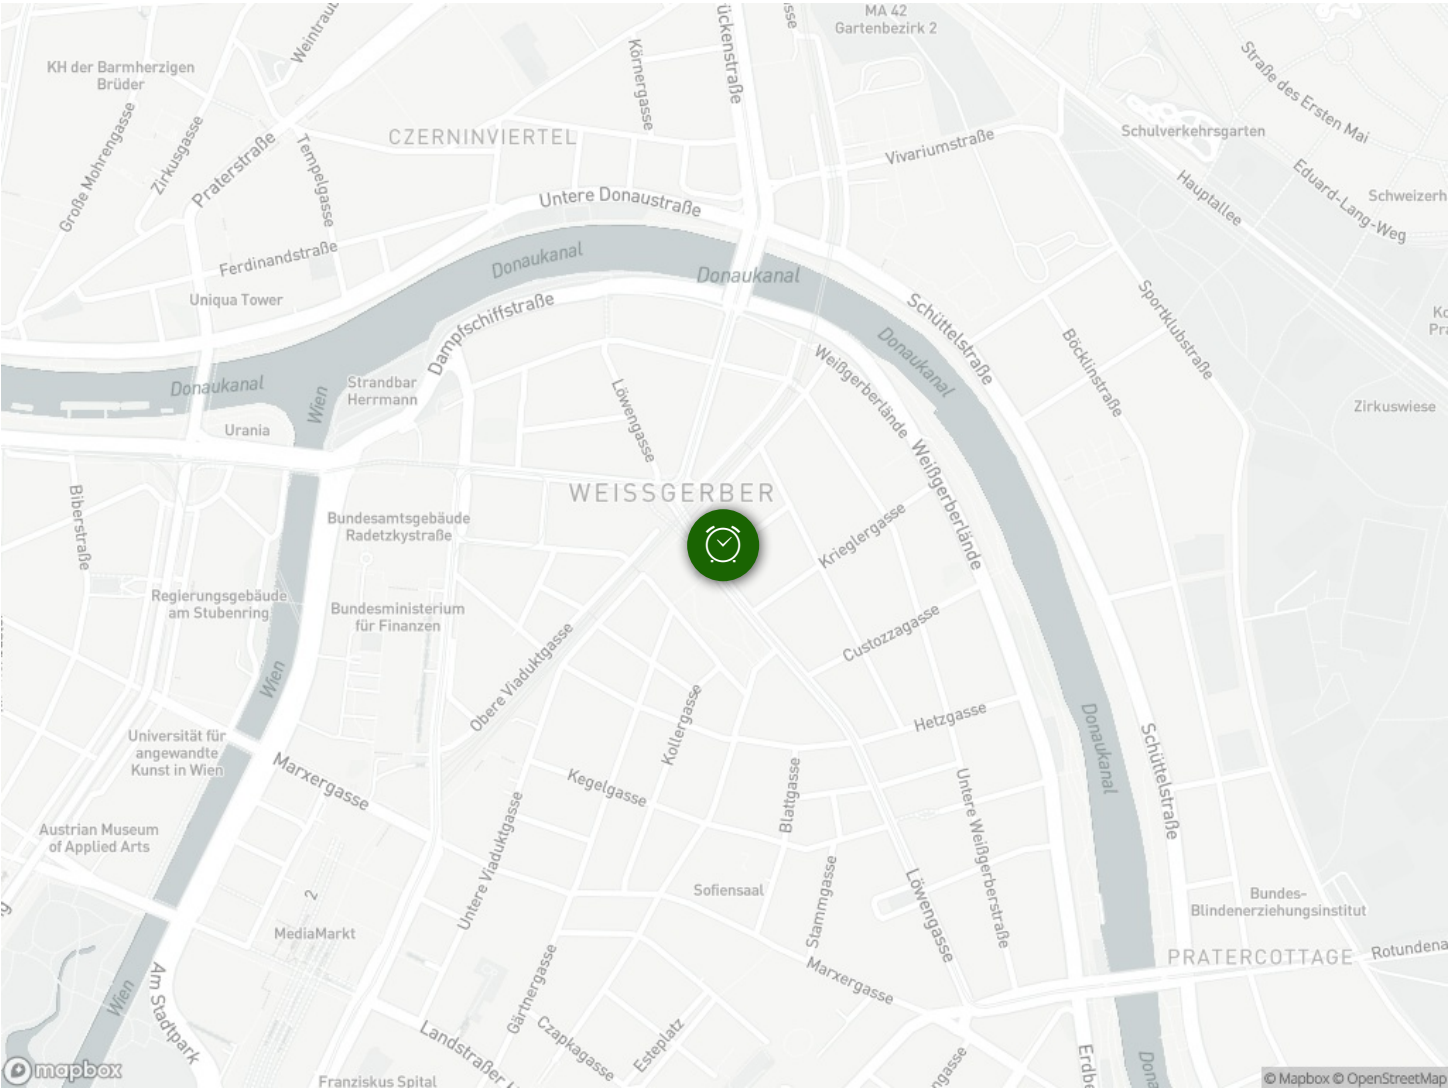 MA 42
Gartenbezirk 2
Weintrau
ückenstraße
Körnergasse
Straße des Ersten Mai
KH der Barmherzigen
Brüder
Große Mohrengasse
Zirkusgasse
Praterstraße
Tempelgasse
CZERNINVIERTEL
Vivariumstraße
Schulverkehrsgarten
Hauptallee
Eduard-Lang-Weg
Schweizerh
Untere Donaustraße
Ferdinandstraße
Donaukanal
Donaukanal
Uniqua Tower
Dampfschiffstraße
Schüttelstraße
Sportklubstraße
Böcklinstraße
Donaukanal
Weißgerberlände
Donaukanal
Wien
Strandbar
Herrmann
Löwengasse
Zirkuswiese
Urania
Weißgerberlände
WEISSGERBER
Biberstraße
Bundesamtsgebäude
Radetzkystraße
Krieglergasse
Regierungsgebäude
am Stubenring
Bundesministerium
für Finanzen
Custozzagasse
Wien
Obere Viaduktgasse
Kollergasse
Hetzgasse
Donaukanal
Schüttelstraße
Universität für
angewandte
Kunst in Wien
Marxergasse
Kegelgasse
Blattgasse
Untere Weißgerberstraße
Austrian Museum
of Applied Arts
Untere Viaduktgasse
2
Sofiensaal
Stammgasse
Löwengasse
Bundes-
Blindenerziehungsinstitut
MediaMarkt
PRATERCOTTAGE
Rotundena
Gärtnergasse
Marxergasse
Wien
Am Stadtpark
Landstraßer
Czapkagasse
Esteplatz
Erdbe
Dona
ngasse
Franziskus Spital
mapbox
© Mapbox © OpenStreetMap